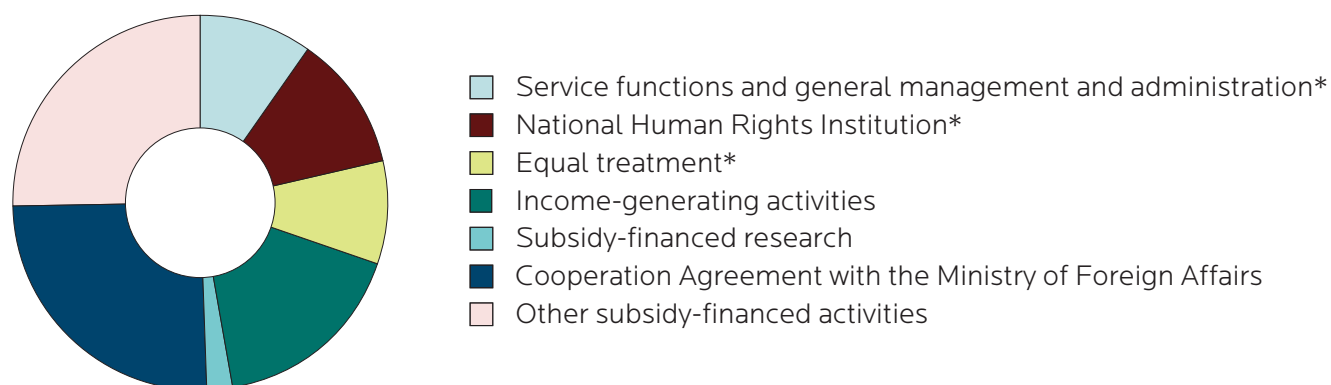 Service functions and general management and administration*
National Human Rights Institution*
Equal treatment*
Income-generating activities
Subsidy-financed research
Cooperation Agreement with the Ministry of Foreign Affairs
Other subsidy-financed activities